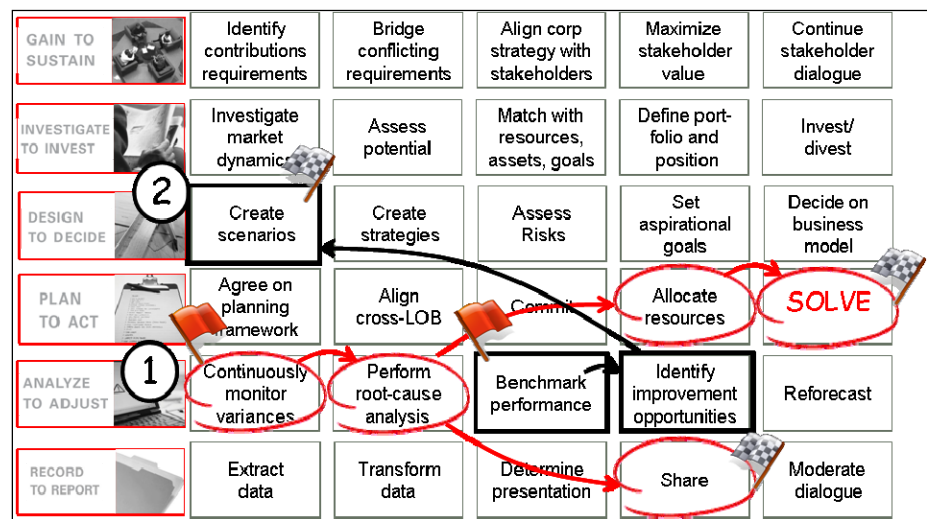 GAIN TO
SUSTAIN
Identify
contributions
requirements
Bridge
conflicting
requirements
Align corp
strategy with
stakeholders
Maximize
stakeholder
value
Continue
stakeholder
dialogue
INVESTIGATE
TO INVEST
Investigate
market
dynamics
Assess
potential
Match with
resources,
assets, goals
Define port-
folio and
position
Invest/
divest
2
DESIGN
TO DECIDE
Create
scenarios
Create
strategies
Assess
Risks
Set
aspirational
goals
Decide on
business
model
PLAN
TO ACT
Agree on
planning
framework
Align
cross-LOB
Commit
Allocate
resources
SOLVE
1
ANALYZE
TO ADJUST
Continuously
monitor
variances
Perform
root-cause
analysis
Benchmark
performance
Identify
improvement
opportunities
Reforecast
RECORD
TO REPORT
Extract
data
Transform
data
Determine
presentation
Share
Moderate
dialogue